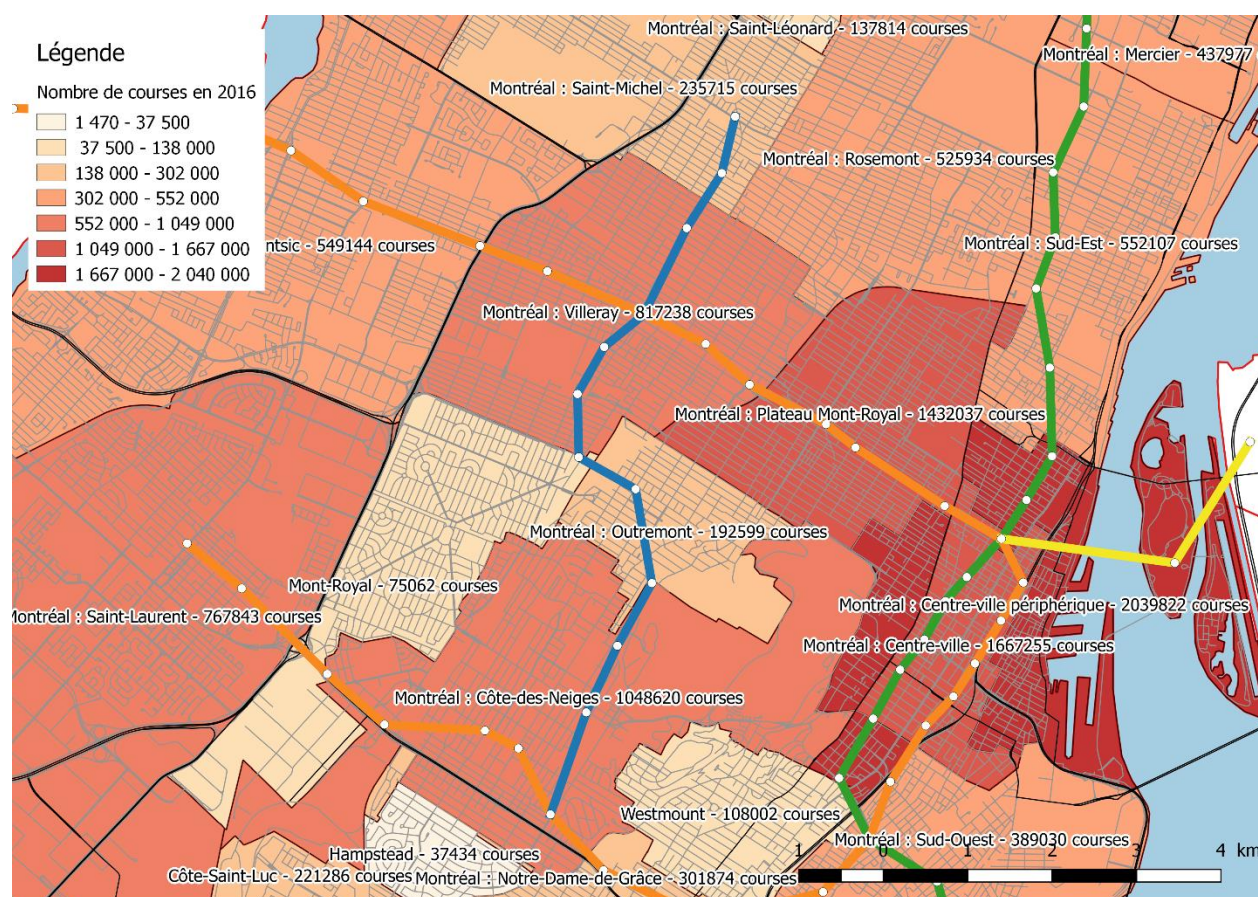 Légende
Nombre de courses en 2016
1 470 - 37 500
37 500 - 138 000
138 000 - 302 000
302 000 - 552 000
552 000 - 1 049 000
1 049 000 - 1 667 000
1 667 000 - 2 040 000
Montréal : Saint-Léonard - 137814 courses
Montréal : Mercier - 437977
Montréal : Saint-Michel - 235715 courses
Montréal : Rosemont - 525934 courses
ntsic - 549144 courses
Montréal : Sud-Est - 552107 courses
Montréal : Villeray - 817238 courses
Montréal : Plateau Mont-Royal - 1432037 courses
Montréal : Outremont - 192599 courses
Mont-Royal - 75062 courses
Montréal : Saint-Laurent - 767843 courses
Montréal : Centre-ville périphérique - 2039822 courses
Montréal : Centre-ville - 1667255 courses
Montréal : Côte-des-Neiges - 1048620 courses
Westmount - 108002 courses
Montréal : Sud-Ouest - 389030 courses
Hampstead - 37434 courses
Côte-Saint-Luc - 221286 courses
Montréal : Notre-Dame-de-Grâce - 301874 courses
1 0 1 2 3 4 km